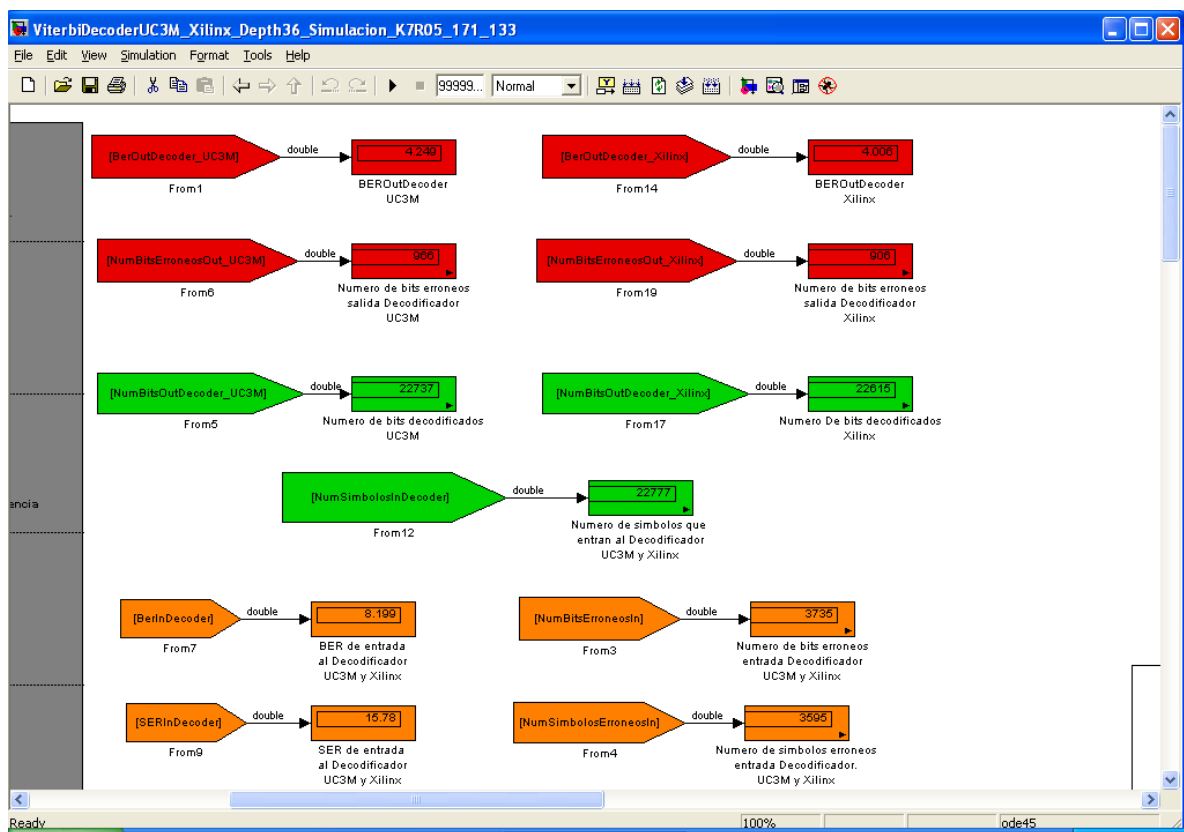 ViterbiDecoderUC3M_Xilinx_Depth36_Simulacion_K7R05_171_133
File Edit View Simulation Format Tools Help
99999... Normal
[BerOutDecoder_UC3M] double 4.249
From1
BEROutDecoder
UC3M
[BerOutDecoder_Xilinx] double 4.006
From14
BEROutDecoder
Xilinx
[NumBitsErroneosOut_UC3M] double 966
From6
Numero de bits erroneos
salida Decodificador
UC3M
[NumBitsErroneosOut_Xilinx] double 906
From19
Numero de bits erroneos
salida Decodificador
Xilinx
[NumBitsOutDecoder_UC3M] double 22737
From5
Numero de bits decodificados
UC3M
[NumBitsOutDecoder_Xilinx] double 22615
From17
Numero De bits decodificados
Xilinx
encia
[NumSimbolosInDecoder] double 22777
From12
Numero de simbolos que
entran al Decodificador
UC3M y Xilinx
[BerInDecoder] double 8.199
From7
BER de entrada
al Decodificador
UC3M y Xilinx
[NumBitsErroneosIn] double 3735
From3
Numero de bits erroneos
entrada Decodificador
UC3M y Xilinx
[SERInDecoder] double 15.78
From9
SER de entrada
al Decodificador
UC3M y Xilinx
[NumSimbolosErroneosIn] double 3595
From4
Numero de simbolos erroneos
entrada Decodificador.
UC3M y Xilinx
Ready 100% ode45